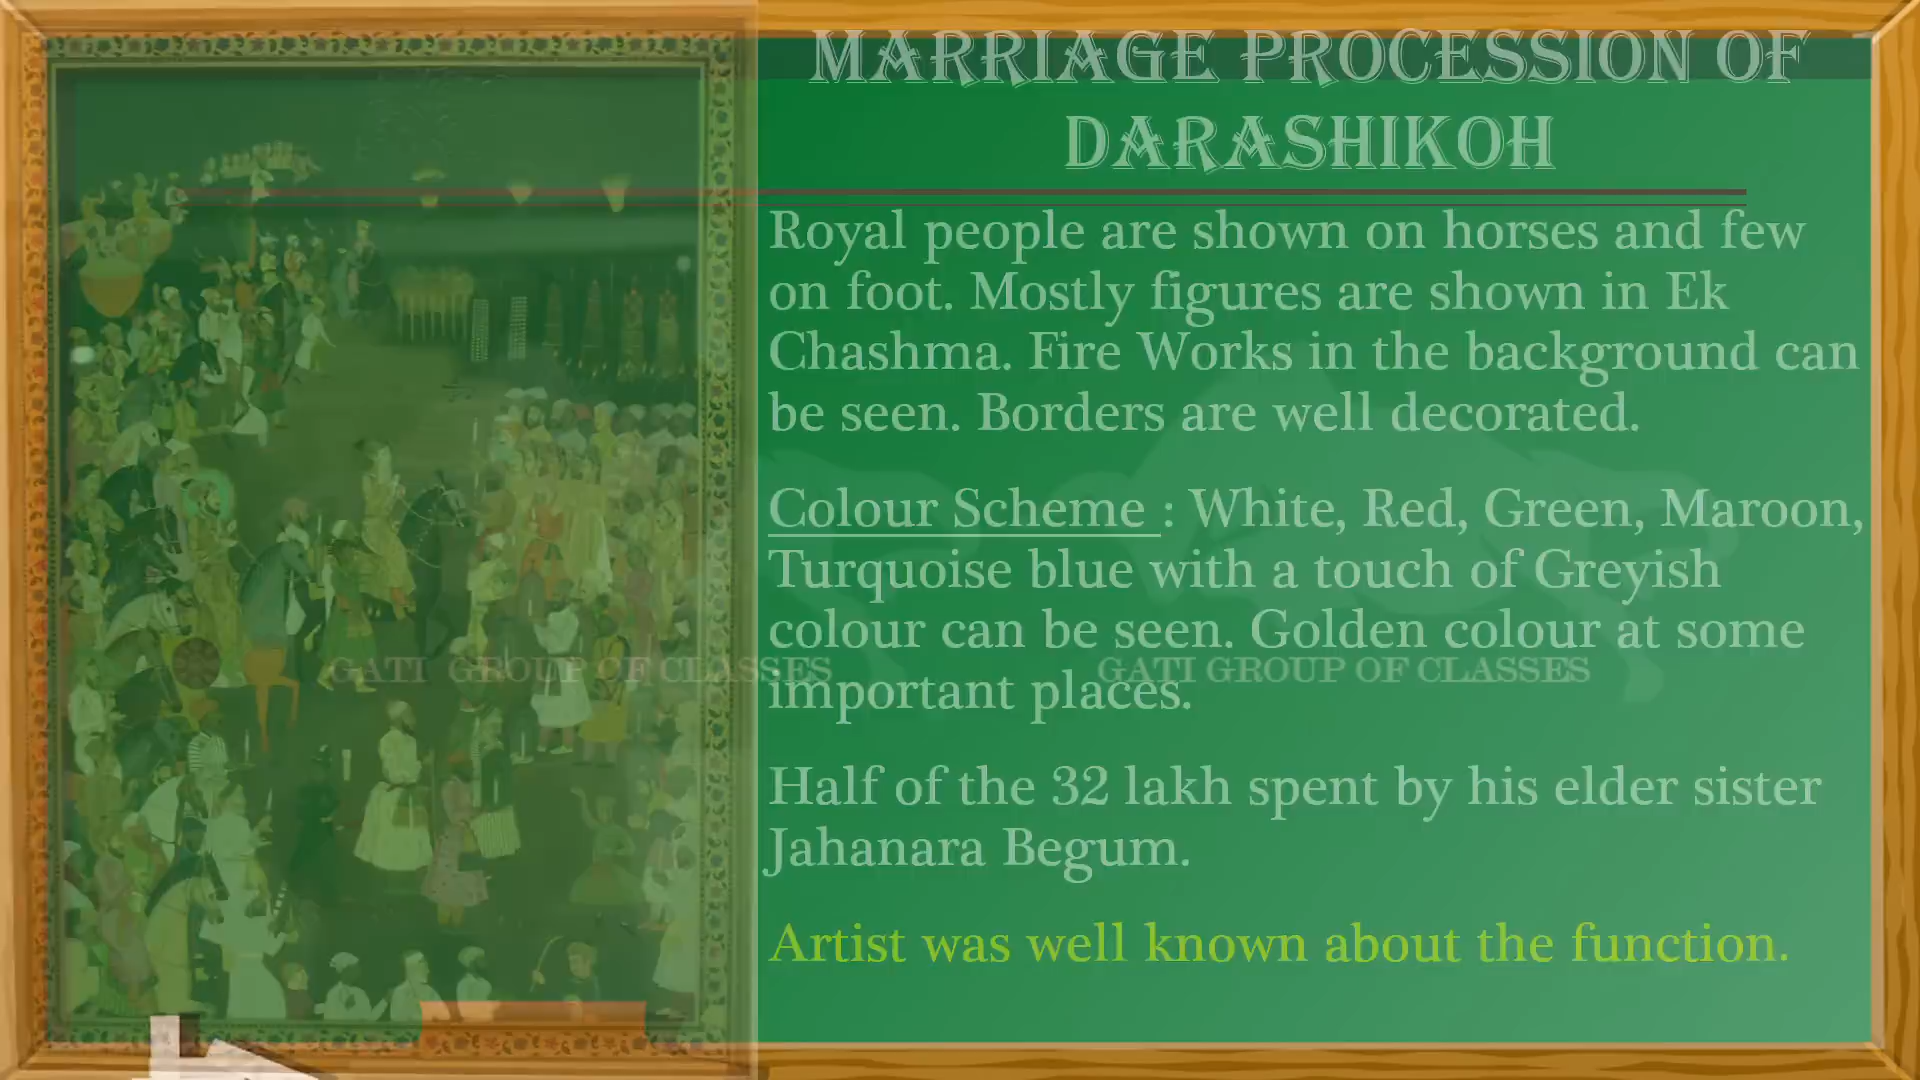 MARRIAGE PROCESSION OF
DARASHIKOH
Royal people are shown on horses and few
on foot. Mostly figures are shown in Ek
Chashma. Fire Works in the background can
be seen. Borders are well decorated.
Colour Scheme : White, Red, Green, Maroon,
Turquoise blue with a touch of Greyish
colour can be seen. Golden colour at some
important places.
GATI GROUP OF CLASSES
GATI GROUP OF CLASSES
Half of the 32 lakh spent by his elder sister
Jahanara Begum.
Artist was well known about the function.